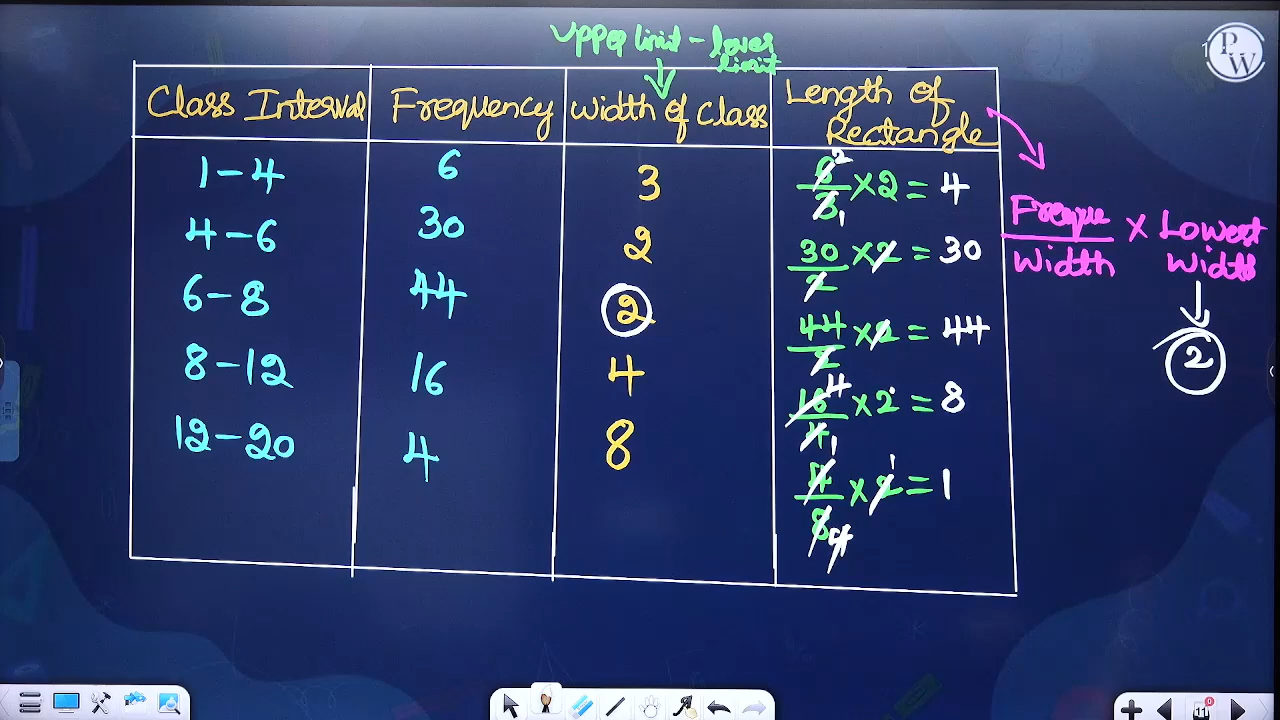 Upper limit - lower limit
PW
Class Interval | Frequency | Width of Class | Length of Rectangle
1-4 | 6 | 3 | 6/3 × 2 = 4
4-6 | 30 | 2 | 30/2 × 2 = 30
6-8 | 44 | 2 | 44/2 × 2 = 44
8-12 | 16 | 4 | 16/4 × 2 = 8
12-20 | 4 | 8 | 4/8 × 2 = 1
Freque/Width × Lowest Width
2
11